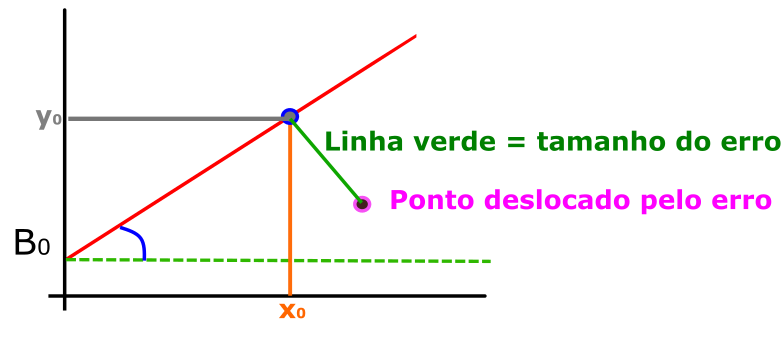 y₀
Linha verde = tamanho do erro
Ponto deslocado pelo erro
B₀
x₀